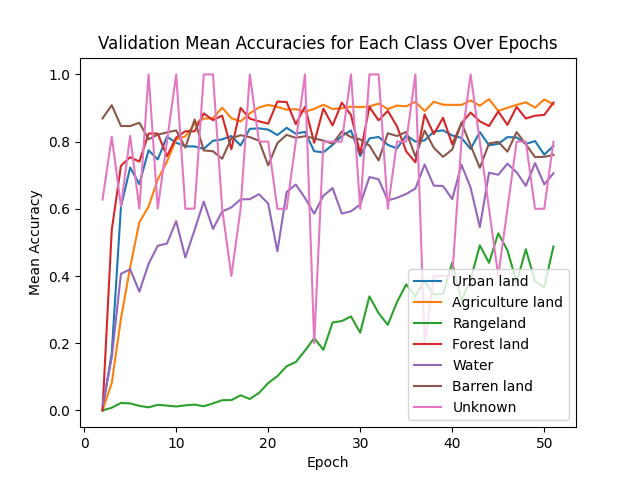 Validation Mean Accuracies for Each Class Over Epochs
1.0
0.8
0.6
0.4
0.2
0.0
Mean Accuracy
Urban land
Agriculture land
Rangeland
Forest land
Water
Barren land
Unknown
0 10 20 30 40 50
Epoch